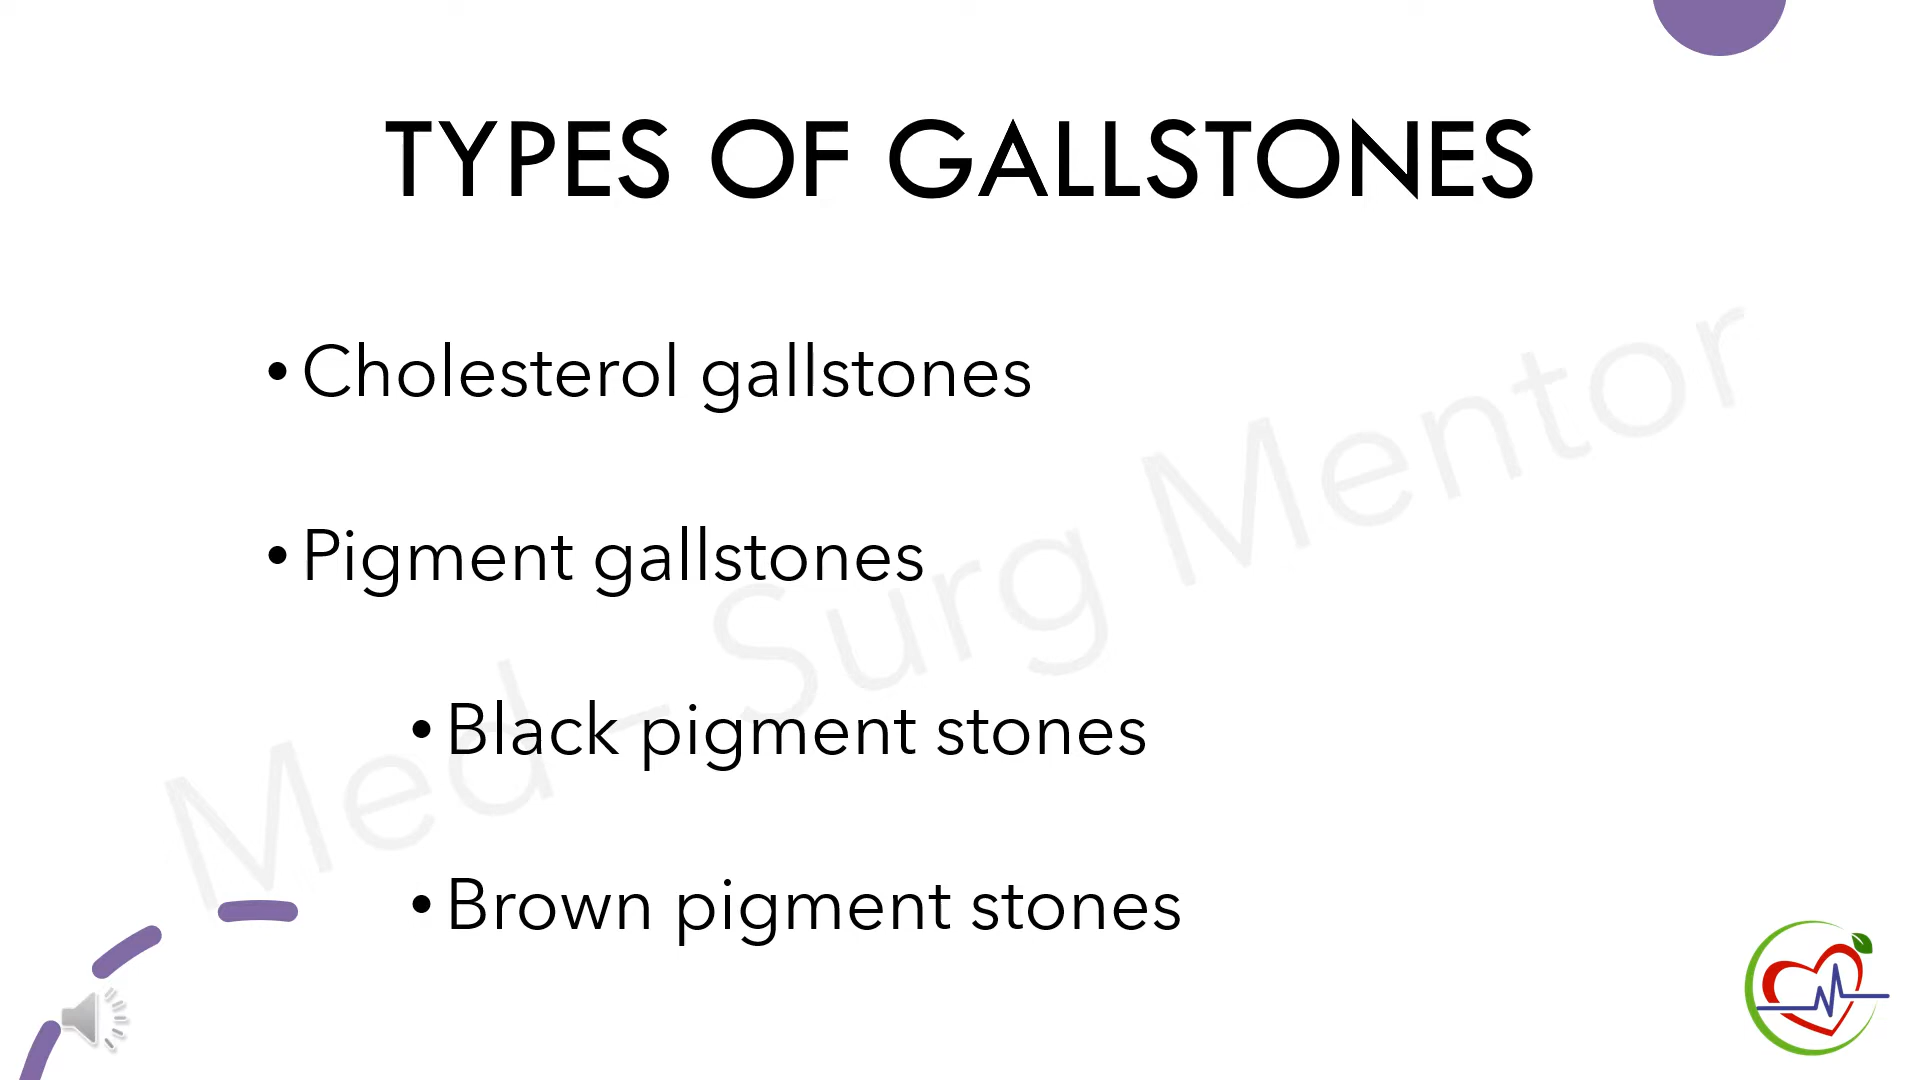 TYPES OF GALLSTONES
• Cholesterol gallstones
• Pigment gallstones
• Black pigment stones
• Brown pigment stones
Med - Surg Mentor